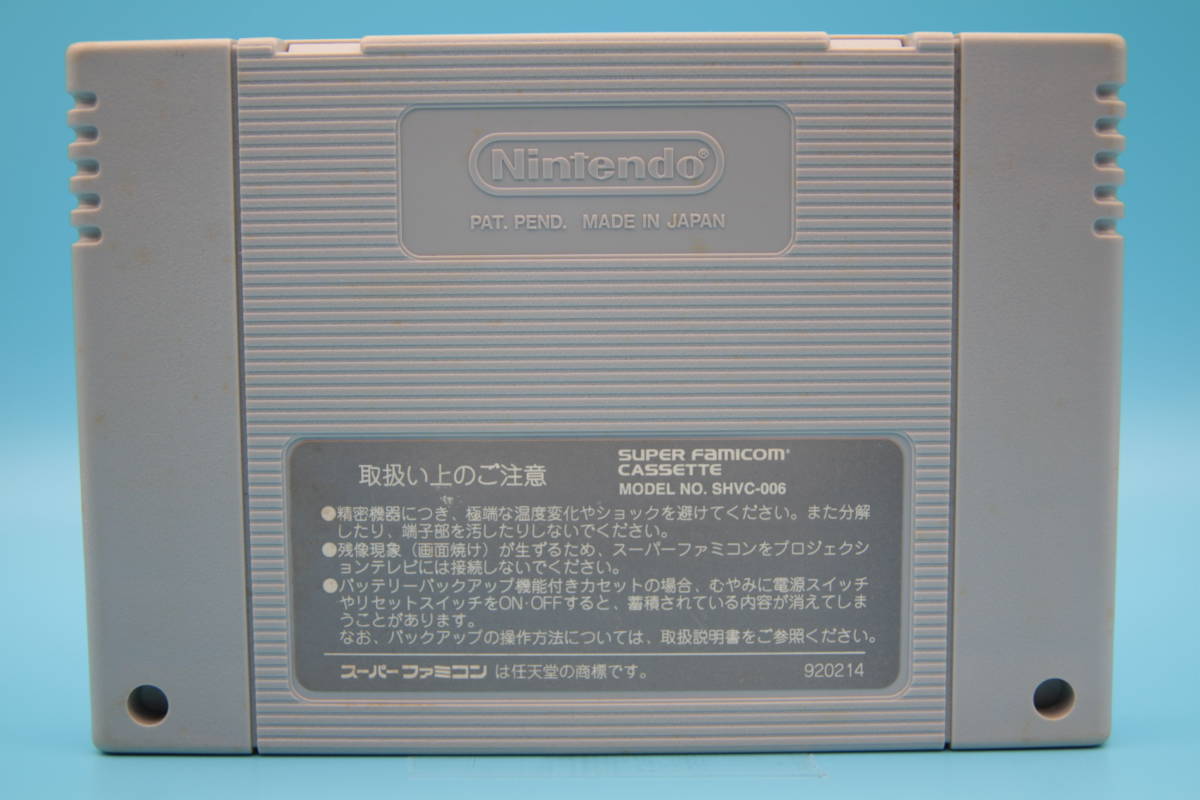 Nintendo®
PAT. PEND. MADE IN JAPAN
取扱い上のご注意
SUPER FAMICOM
CASSETTE
MODEL NO. SHVC-006
●精密機器につき、極端な温度変化やショックを避けてください。また分解
したり、端子部を汚したりしないでください。
●残像現象（画面焼け）が生ずるため、スーパーファミコンをプロジェクシ
ョンテレビには接続しないでください。
●バッテリーバックアップ機能付きカセットの場合、むやみに電源スイッチ
やリセットスイッチをON·OFFすると、蓄積されている内容が消えてしま
うことがあります。
なお、バックアップの操作方法については、取扱説明書をご参照ください。
スーパーファミコン は任天堂の商標です。 920214